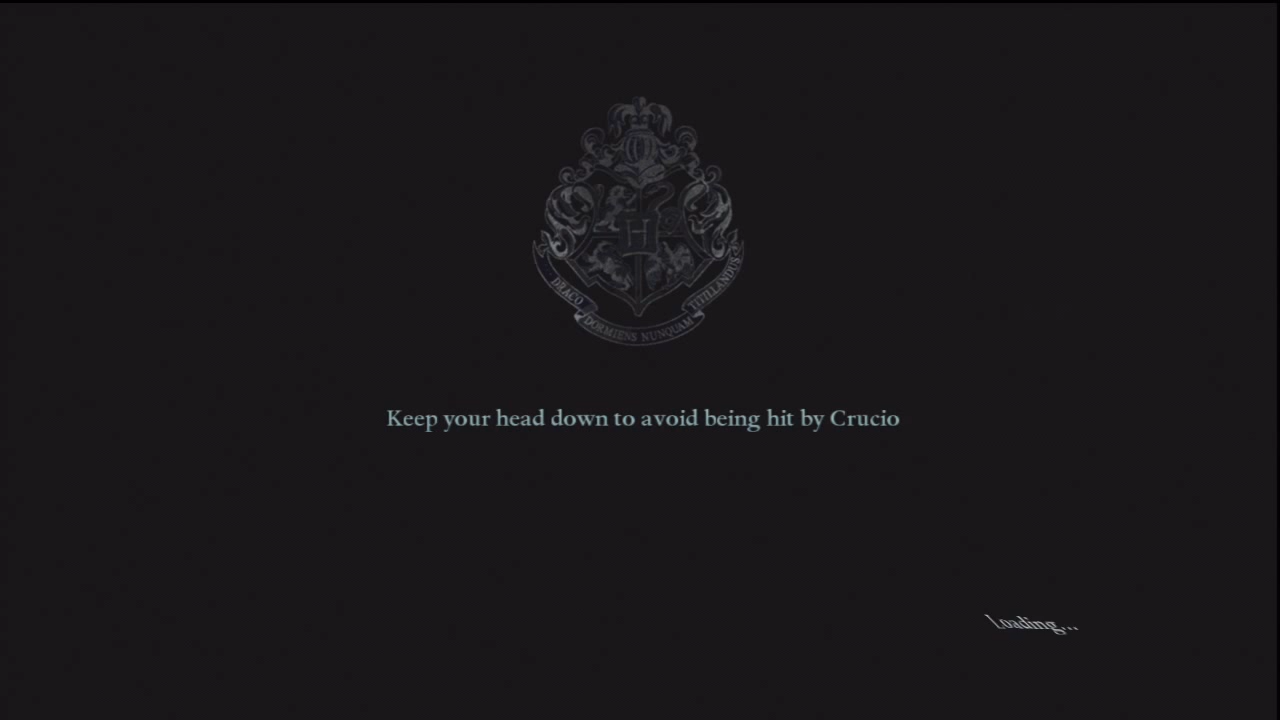 H
DRACO
DORMIENS NUNQUAM
TITILLANDUS
Keep your head down to avoid being hit by Crucio
Loading...